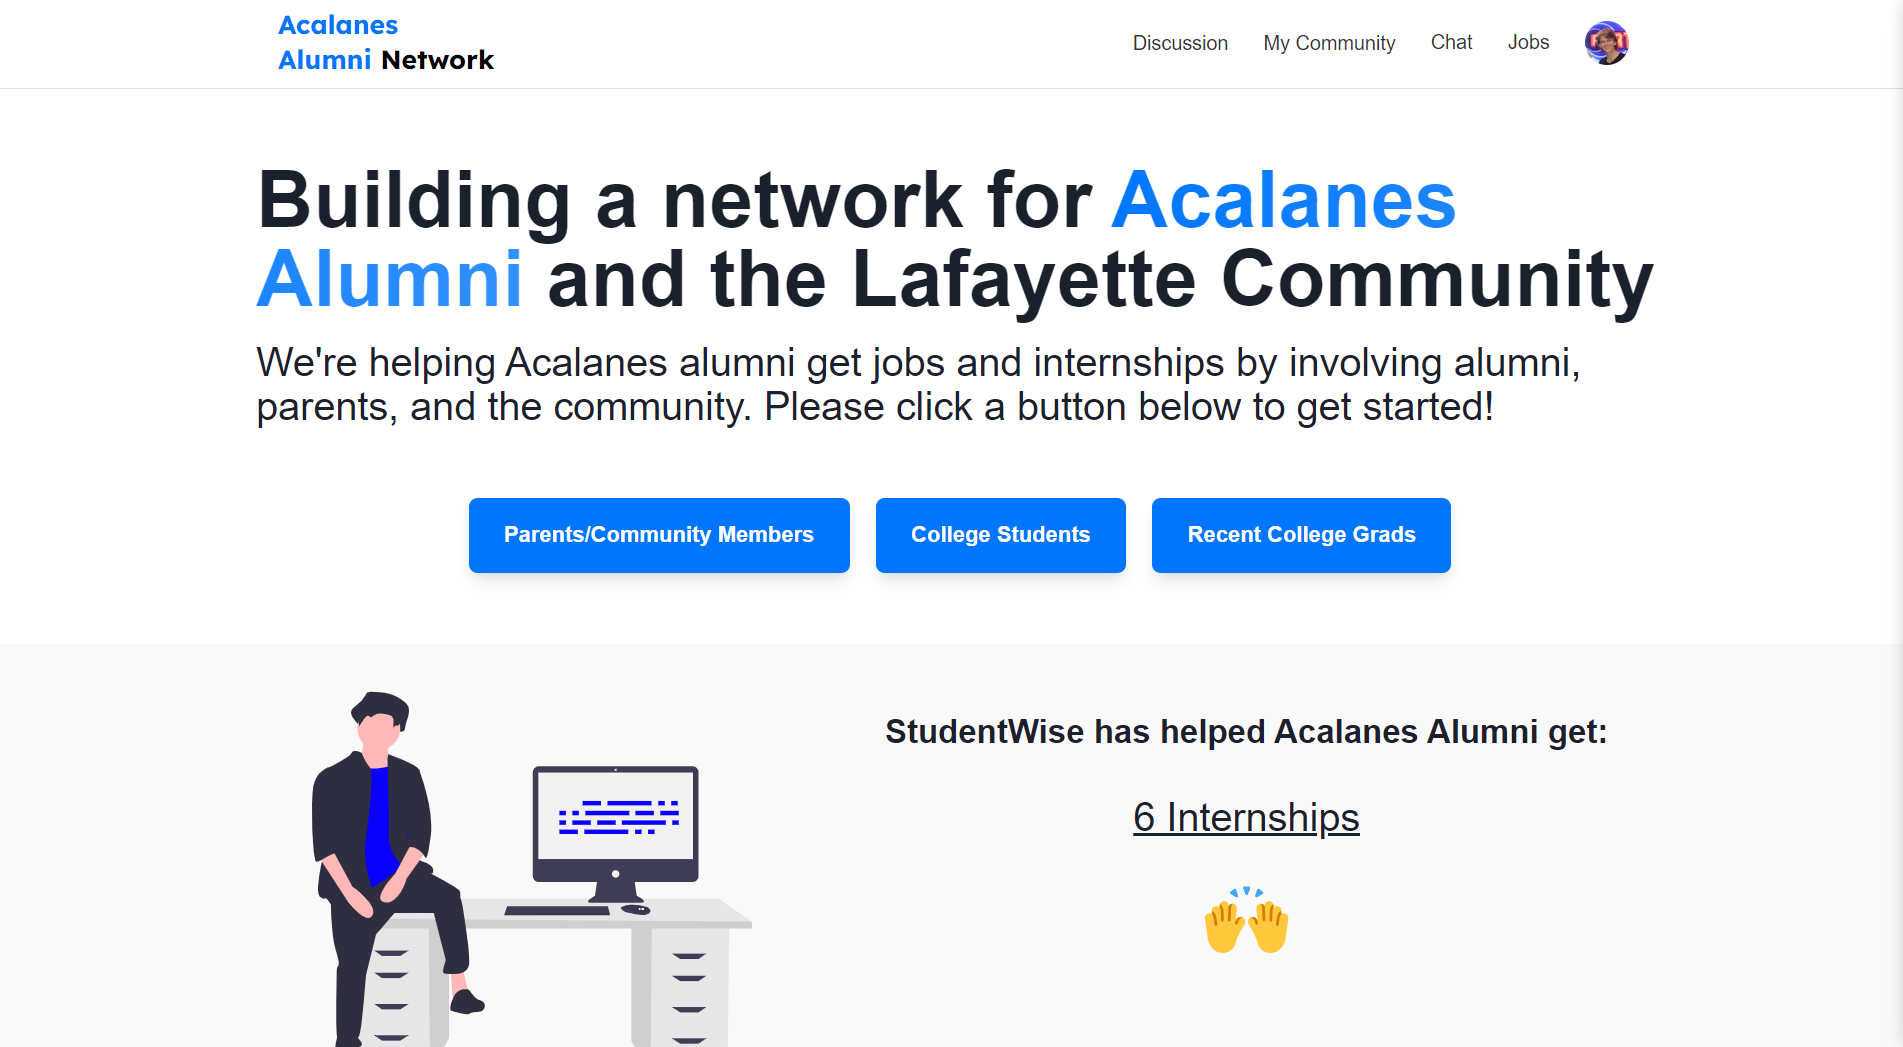 Acalanes
Alumni Network
Discussion
My Community
Chat
Jobs
Building a network for Acalanes
Alumni and the Lafayette Community
We're helping Acalanes alumni get jobs and internships by involving alumni,
parents, and the community. Please click a button below to get started!
Parents/Community Members
College Students
Recent College Grads
StudentWise has helped Acalanes Alumni get:
6 Internships